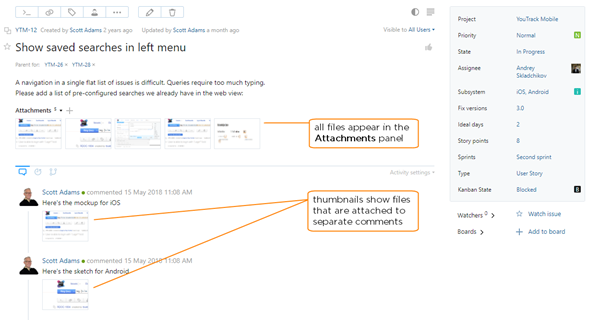 YTM-12 Created by Scott Adams 2 years ago Updated by Scott Adams a month ago
Visible to All Users
Show saved searches in left menu
Parent for: YTM-26 × YTM-28 ×
A navigation in a single flat list of issues is difficult. Queries require too much typing.
Please add a list of pre-configured searches we already have in the web view:
Attachments 5
all files appear in the
Attachments panel
Activity settings
Scott Adams commented 15 May 2018 11:08 AM
Here's the mockup for iOS
thumbnails show files
that are attached to
separate comments
Scott Adams commented 15 May 2018 11:08 AM
Here's the sketch for Android
Project YouTrack Mobile
Priority Normal N
State In Progress
Assignee Andrey
Skladchikov
Subsystem iOS, Android i
Fix versions 3.0
Ideal days 2
Story points 8
Sprints Second sprint
Type User Story
Kanban State Blocked B
Watchers 0 Watch issue
Boards Add to board